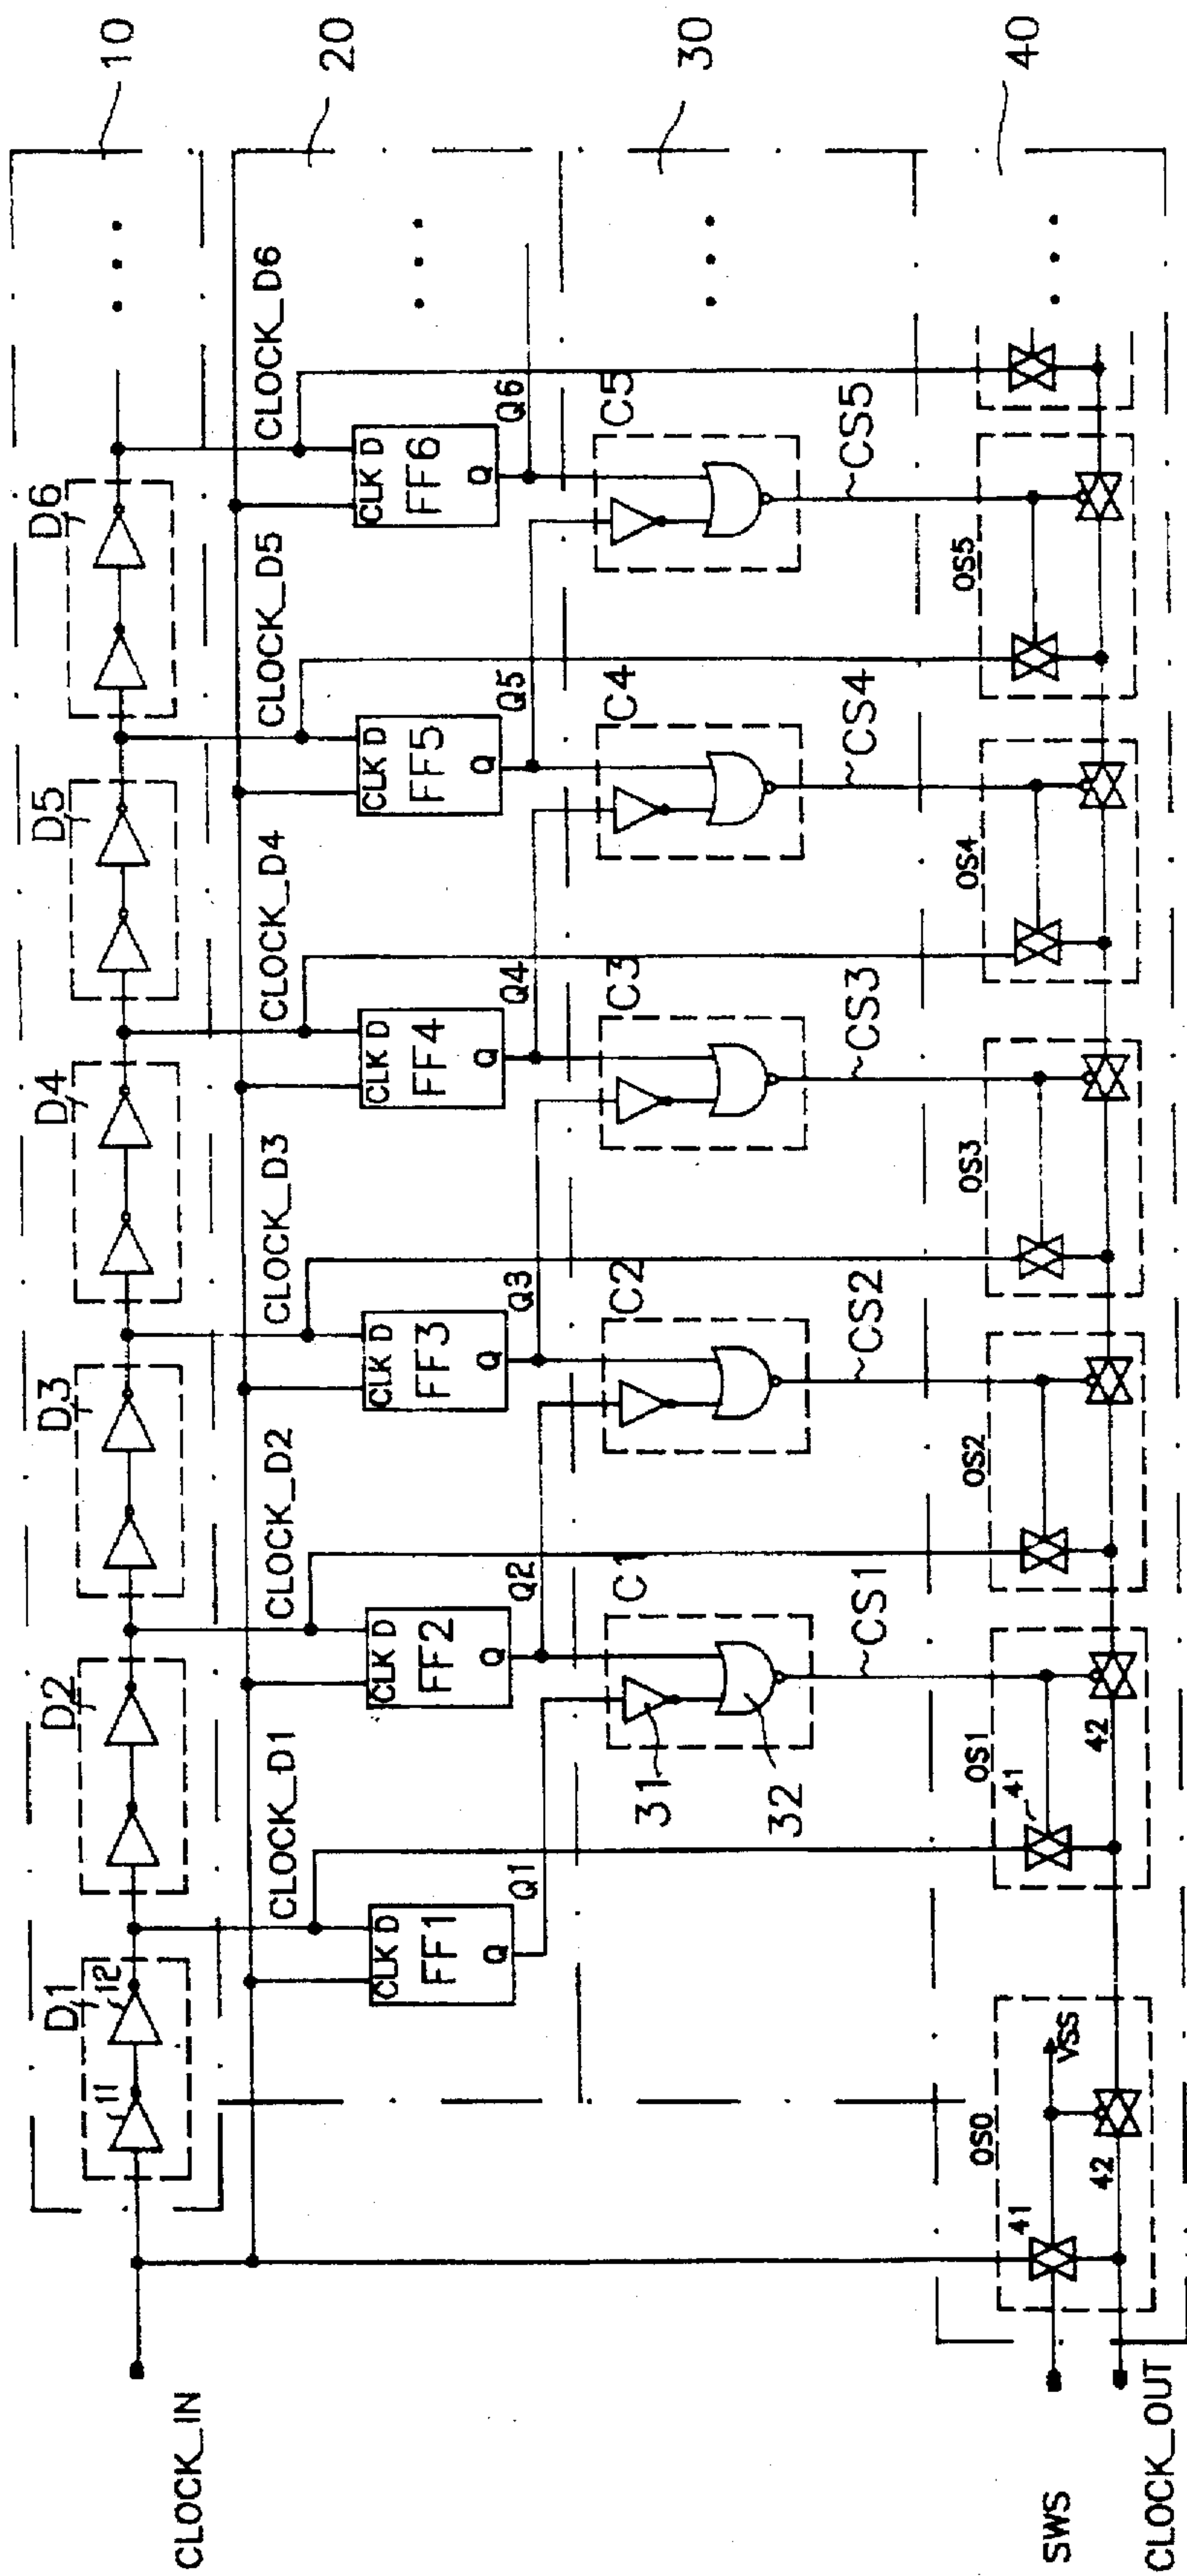 D1
D2
D3
D4
D5
D6
10
11
12
CLOCK_IN
CLOCK_D1
CLOCK_D2
CLOCK_D3
CLOCK_D4
CLOCK_D5
CLOCK_D6
20
CLK D
FF1
Q
CLK D
FF2
Q
CLK D
FF3
Q
CLK D
FF4
Q
CLK D
FF5
Q
CLK D
FF6
Q
Q1
Q2
Q3
Q4
Q5
Q6
C1
C2
C3
C4
C5
30
31
32
CS1
CS2
CS3
CS4
CS5
OS0
OS1
OS2
OS3
OS4
OS5
40
41
VSS
42
41
42
SWS
CLOCK_OUT